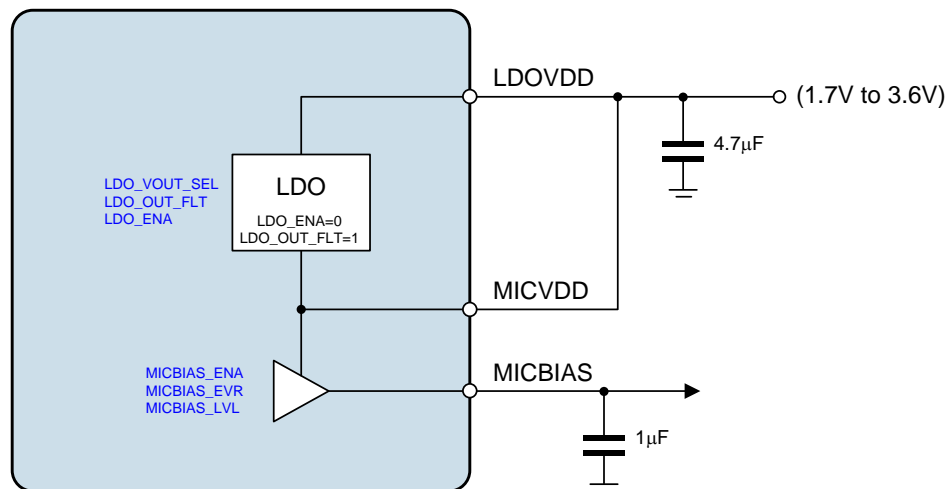 LDOVDD
(1.7V to 3.6V)
4.7μF
LDO_VOUT_SEL
LDO_OUT_FLT
LDO_ENA
LDO
LDO_ENA=0
LDO_OUT_FLT=1
MICVDD
MICBIAS_ENA
MICBIAS_EVR
MICBIAS_LVL
MICBIAS
1μF